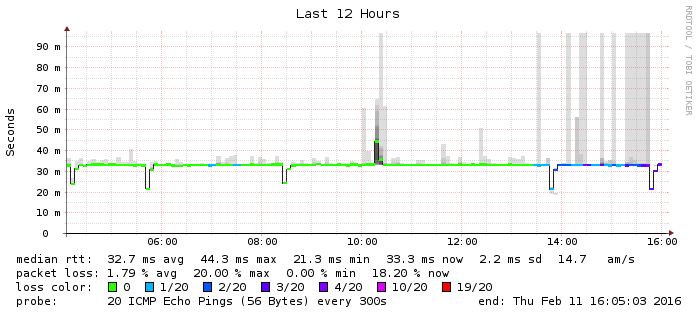 Last 12 Hours
RRDTOOL / TOBI OETIKER
Seconds
90 m
80 m
70 m
60 m
50 m
40 m
30 m
20 m
10 m
0
06:00 08:00 10:00 12:00 14:00 16:00
median rtt: 32.7 ms avg 44.3 ms max 21.3 ms min 33.3 ms now 2.2 ms sd 14.7 am/s
packet loss: 1.79 % avg 20.00 % max 0.00 % min 18.20 % now
loss color: 0 1/20 2/20 3/20 4/20 10/20 19/20
probe: 20 ICMP Echo Pings (56 Bytes) every 300s end: Thu Feb 11 16:05:03 2016